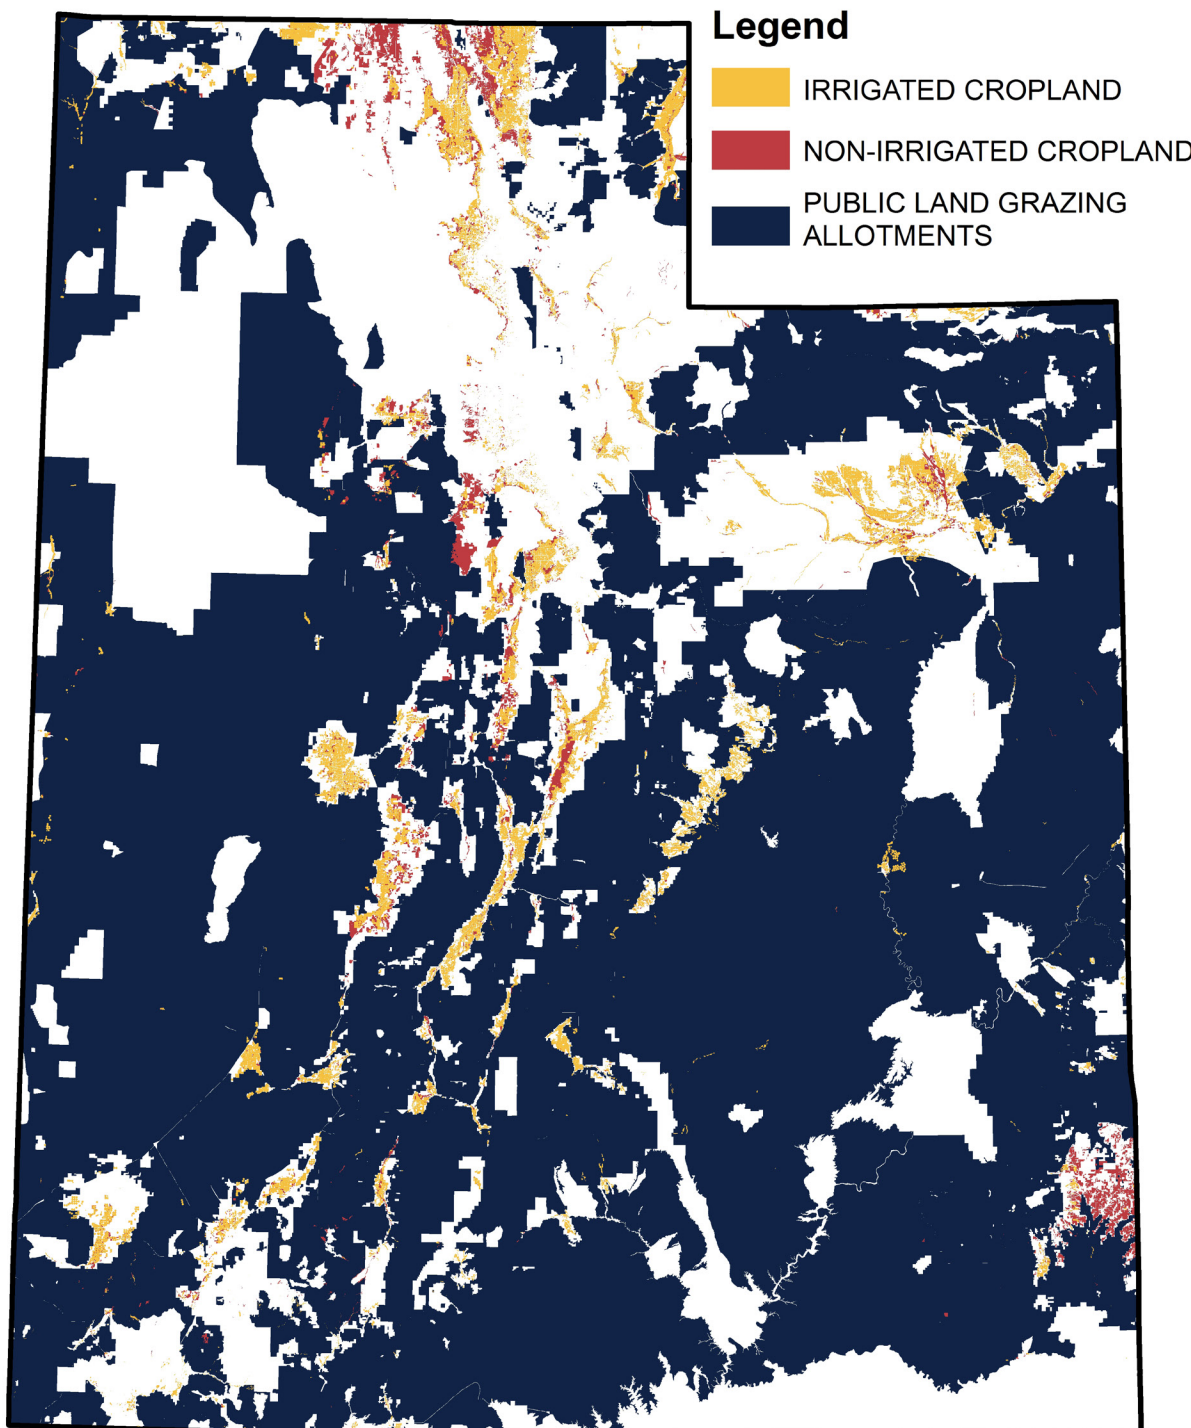 Legend
IRRIGATED CROPLAND
NON-IRRIGATED CROPLAND
PUBLIC LAND GRAZING
ALLOTMENTS